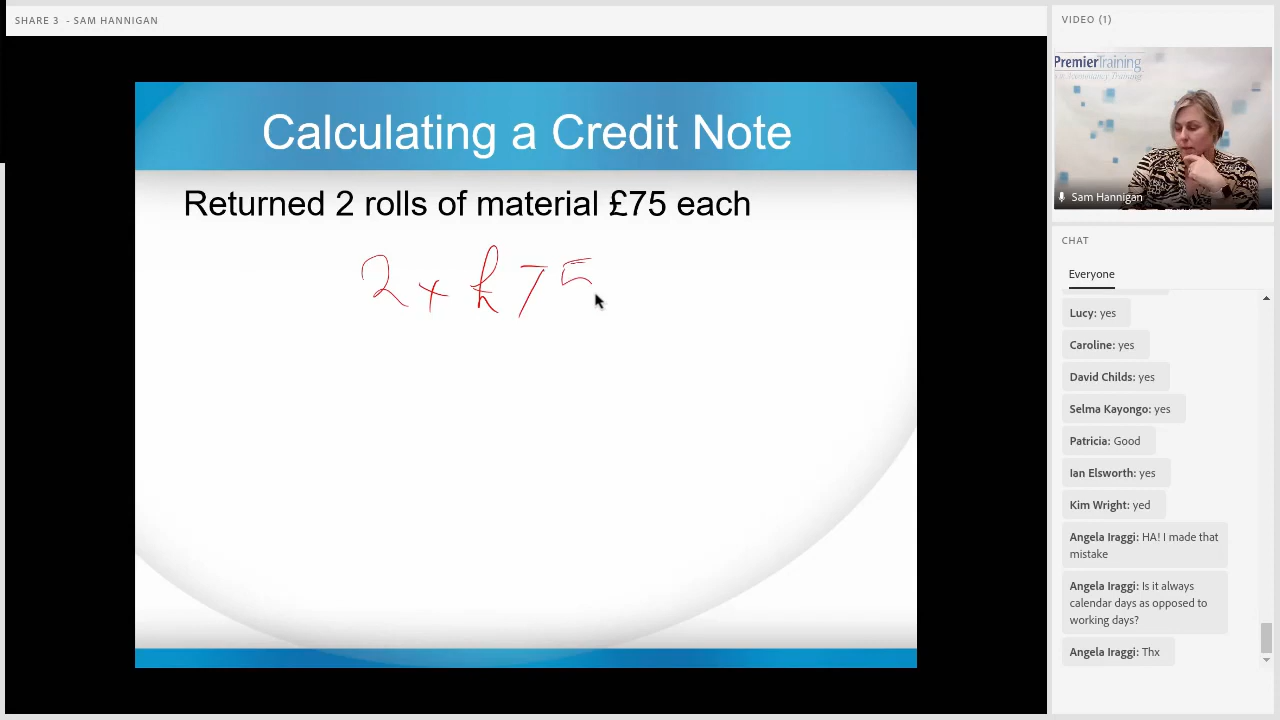 SHARE 3 - SAM HANNIGAN
Calculating a Credit Note
Returned 2 rolls of material £75 each
2 x £75
VIDEO (1)
PremierTraining
Sam Hannigan
CHAT
Everyone
Lucy: yes
Caroline: yes
David Childs: yes
Selma Kayongo: yes
Patricia: Good
Ian Elsworth: yes
Kim Wright: yed
Angela Iraggi: HA! I made that
mistake
Angela Iraggi: Is it always
calendar days as opposed to
working days?
Angela Iraggi: Thx